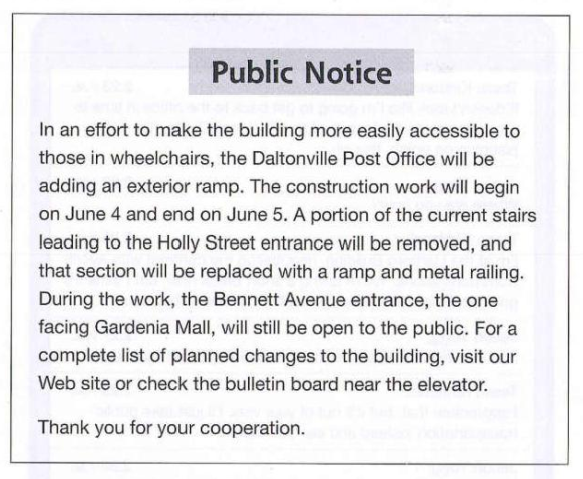 Public Notice
In an effort to make the building more easily accessible to
those in wheelchairs, the Daltonville Post Office will be
adding an exterior ramp. The construction work will begin
on June 4 and end on June 5. A portion of the current stairs
leading to the Holly Street entrance will be removed, and
that section will be replaced with a ramp and metal railing.
During the work, the Bennett Avenue entrance, the one
facing Gardenia Mall, will still be open to the public. For a
complete list of planned changes to the building, visit our
Web site or check the bulletin board near the elevator.
Thank you for your cooperation.